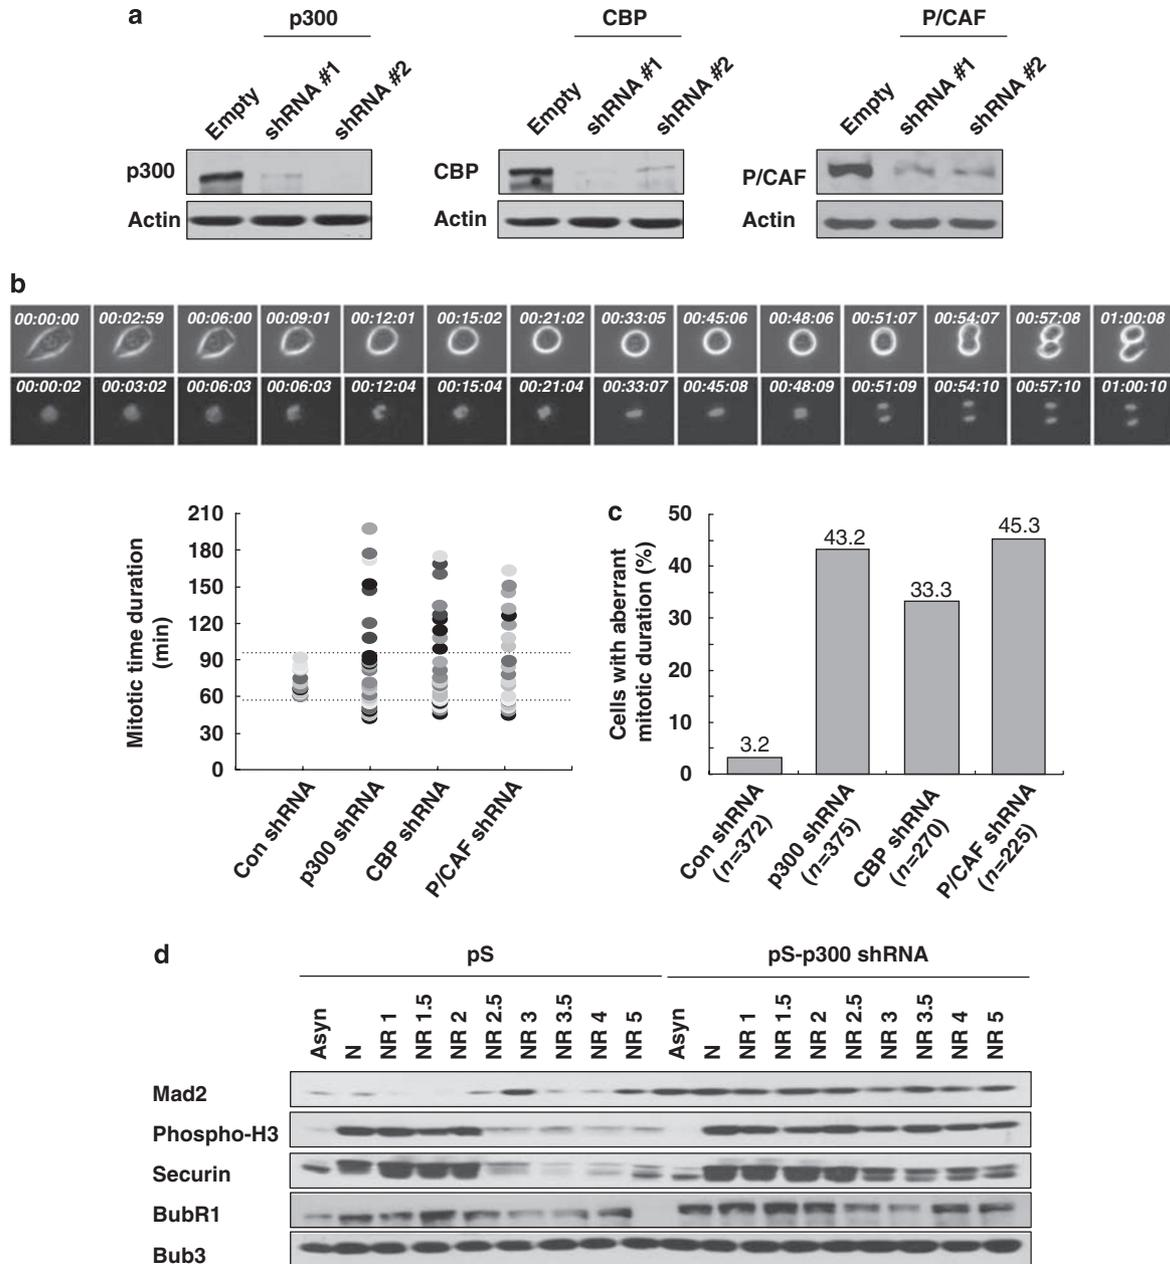 a
p300
CBP
P/CAF
Empty
shRNA #1
shRNA #2
Empty
shRNA #1
shRNA #2
Empty
shRNA #1
shRNA #2
p300
CBP
P/CAF
Actin
Actin
Actin
b
00:00:00 00:02:59 00:06:00 00:09:01 00:12:01 00:15:02 00:21:02 00:33:05 00:45:06 00:48:06 00:51:07 00:54:07 00:57:08 01:00:08
00:00:02 00:03:02 00:06:03 00:06:03 00:12:04 00:15:04 00:21:04 00:33:07 00:45:08 00:48:09 00:51:09 00:54:10 00:57:10 01:00:10
Mitotic time duration
(min)
210
180
150
120
90
60
30
0
Con shRNA
p300 shRNA
CBP shRNA
P/CAF shRNA
c
Cells with aberrant
mitotic duration (%)
50
40
30
20
10
0
3.2
43.2
33.3
45.3
Con shRNA
(n=372)
p300 shRNA
(n=375)
CBP shRNA
(n=270)
P/CAF shRNA
(n=225)
d
pS
pS-p300 shRNA
Asyn
N
NR 1
NR 1.5
NR 2
NR 2.5
NR 3
NR 3.5
NR 4
NR 5
Asyn
N
NR 1
NR 1.5
NR 2
NR 2.5
NR 3
NR 3.5
NR 4
NR 5
Mad2
Phospho-H3
Securin
BubR1
Bub3